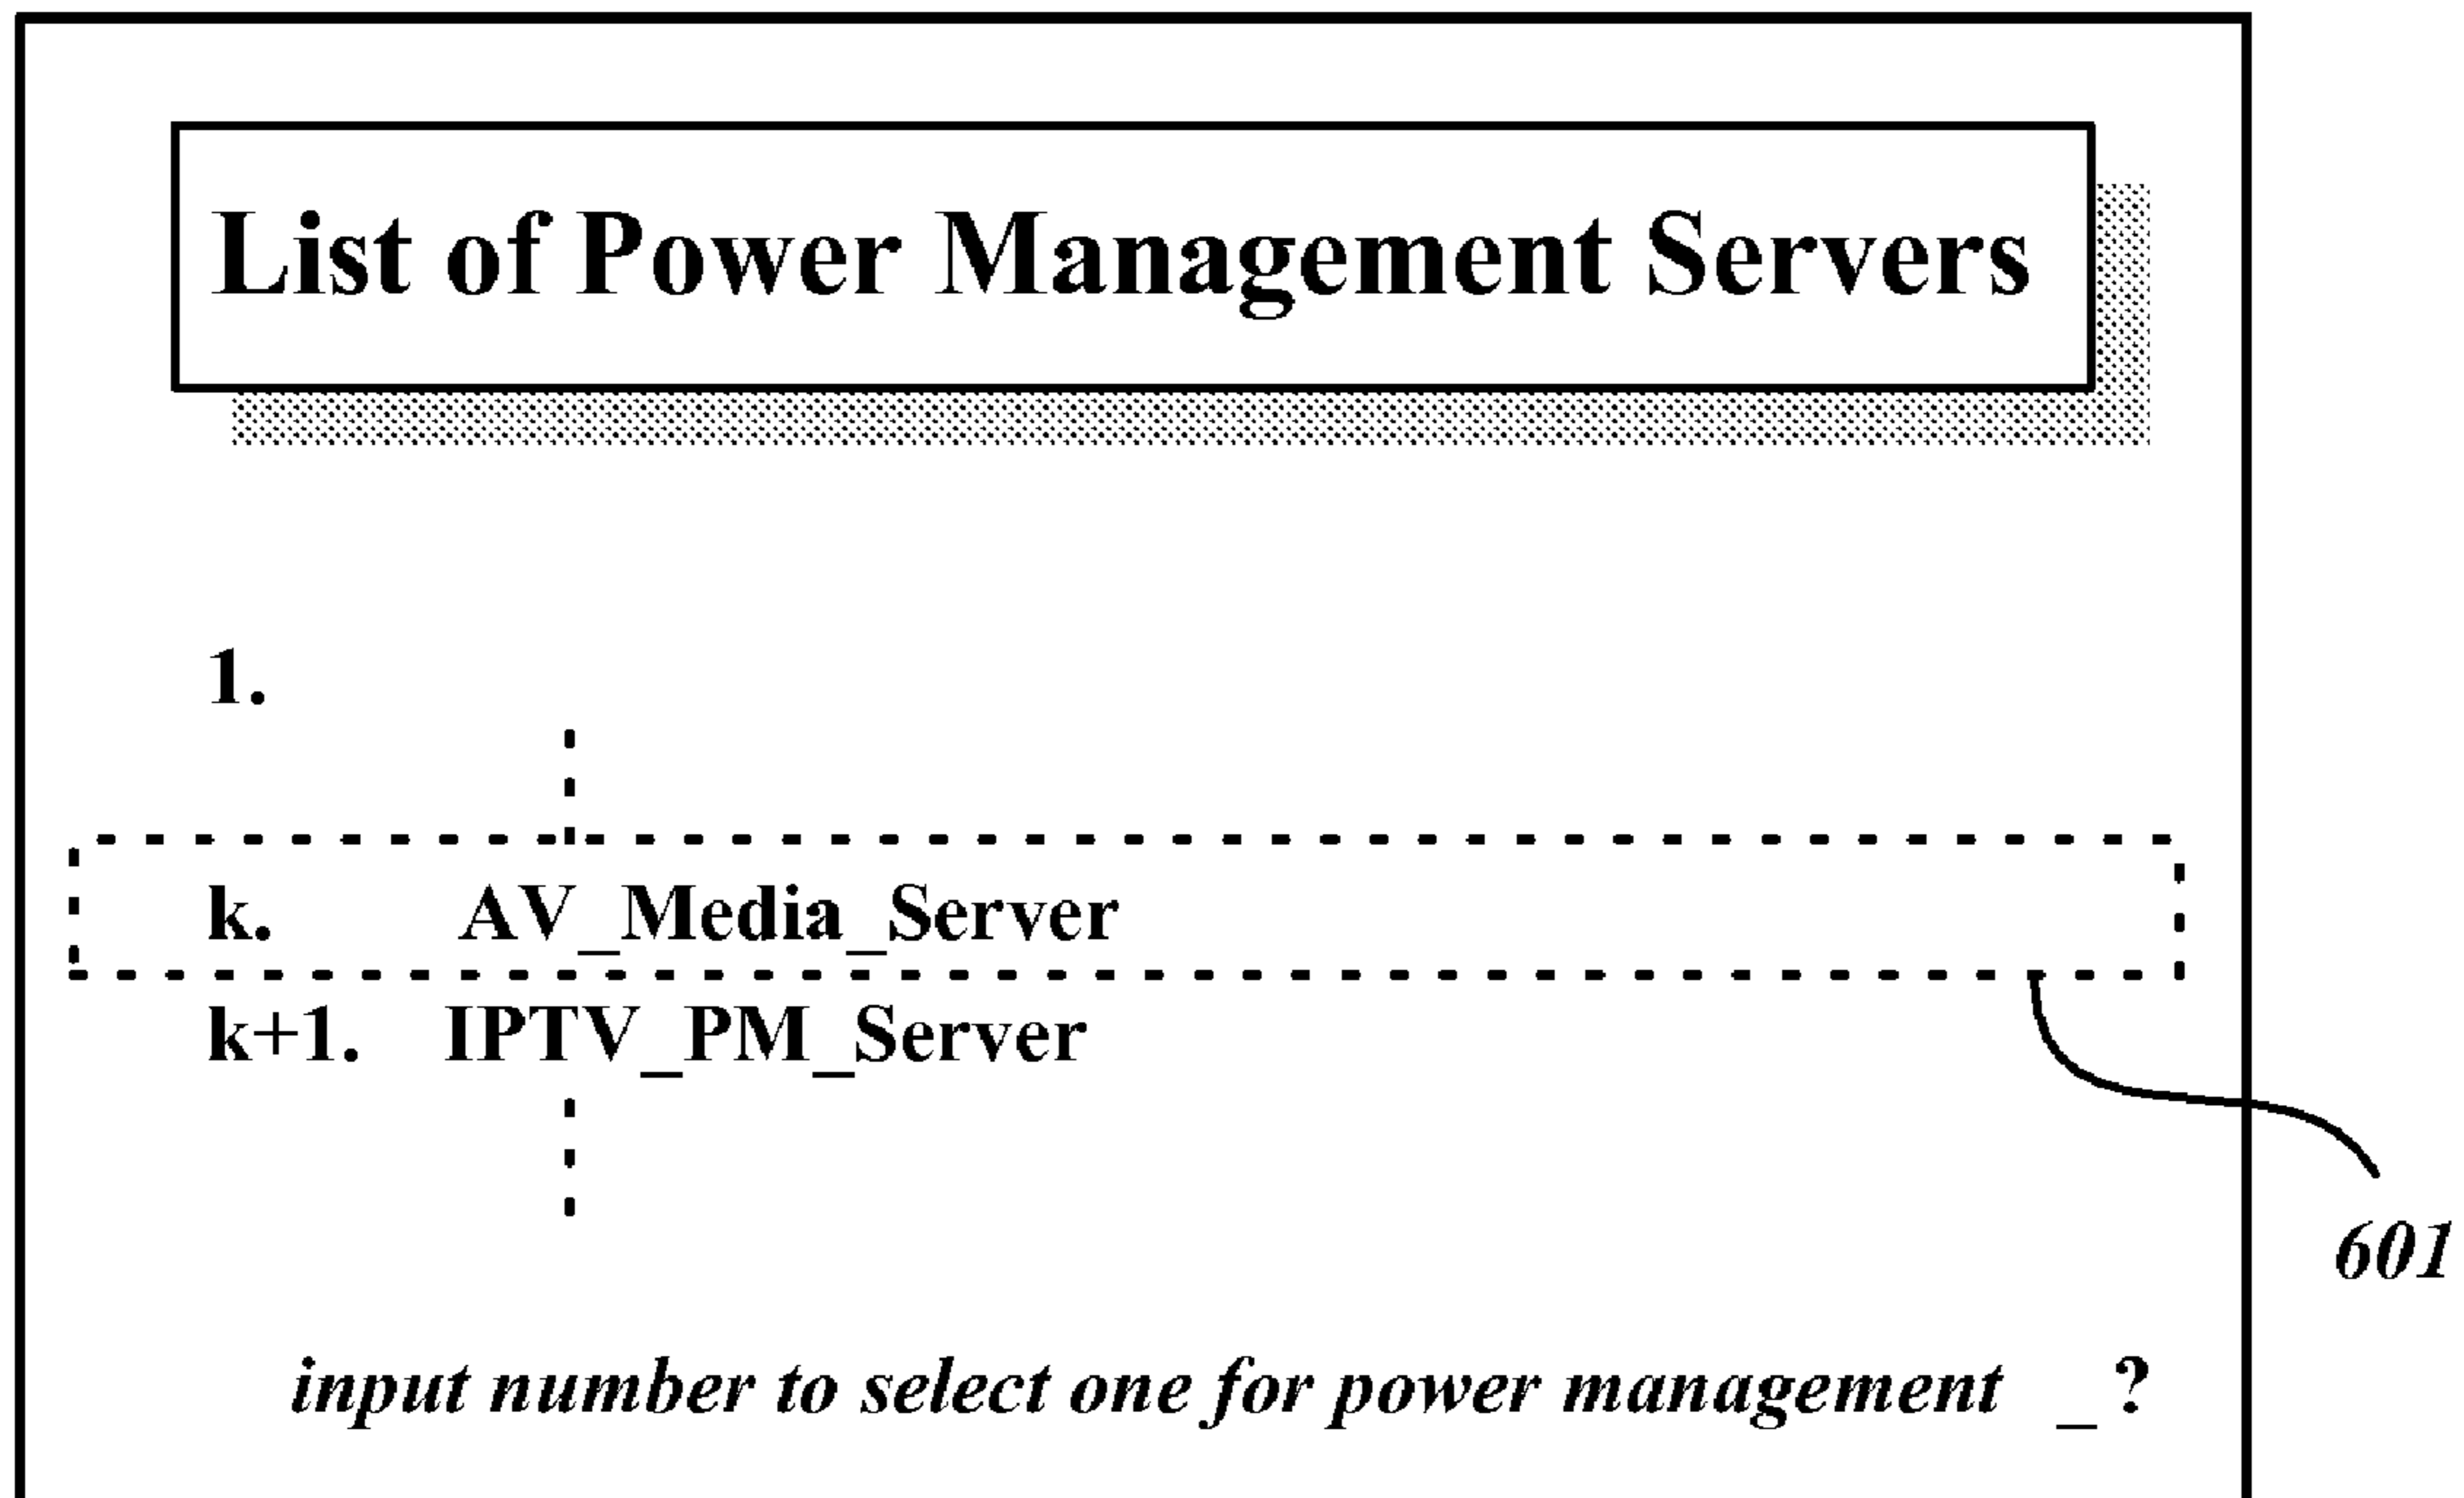 List of Power Management Servers
1.
k. AV_Media_Server
k+1. IPTV_PM_Server
601
input number to select one for power management _?